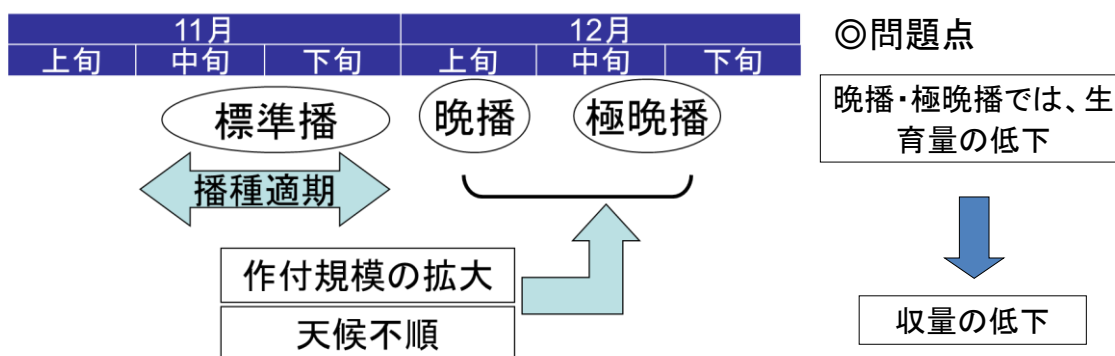 11月 12月
上旬 中旬 下旬 上旬 中旬 下旬
標準播 晩播 極晩播
播種適期
作付規模の拡大
天候不順
◎問題点
晩播・極晩播では、生
育量の低下
収量の低下